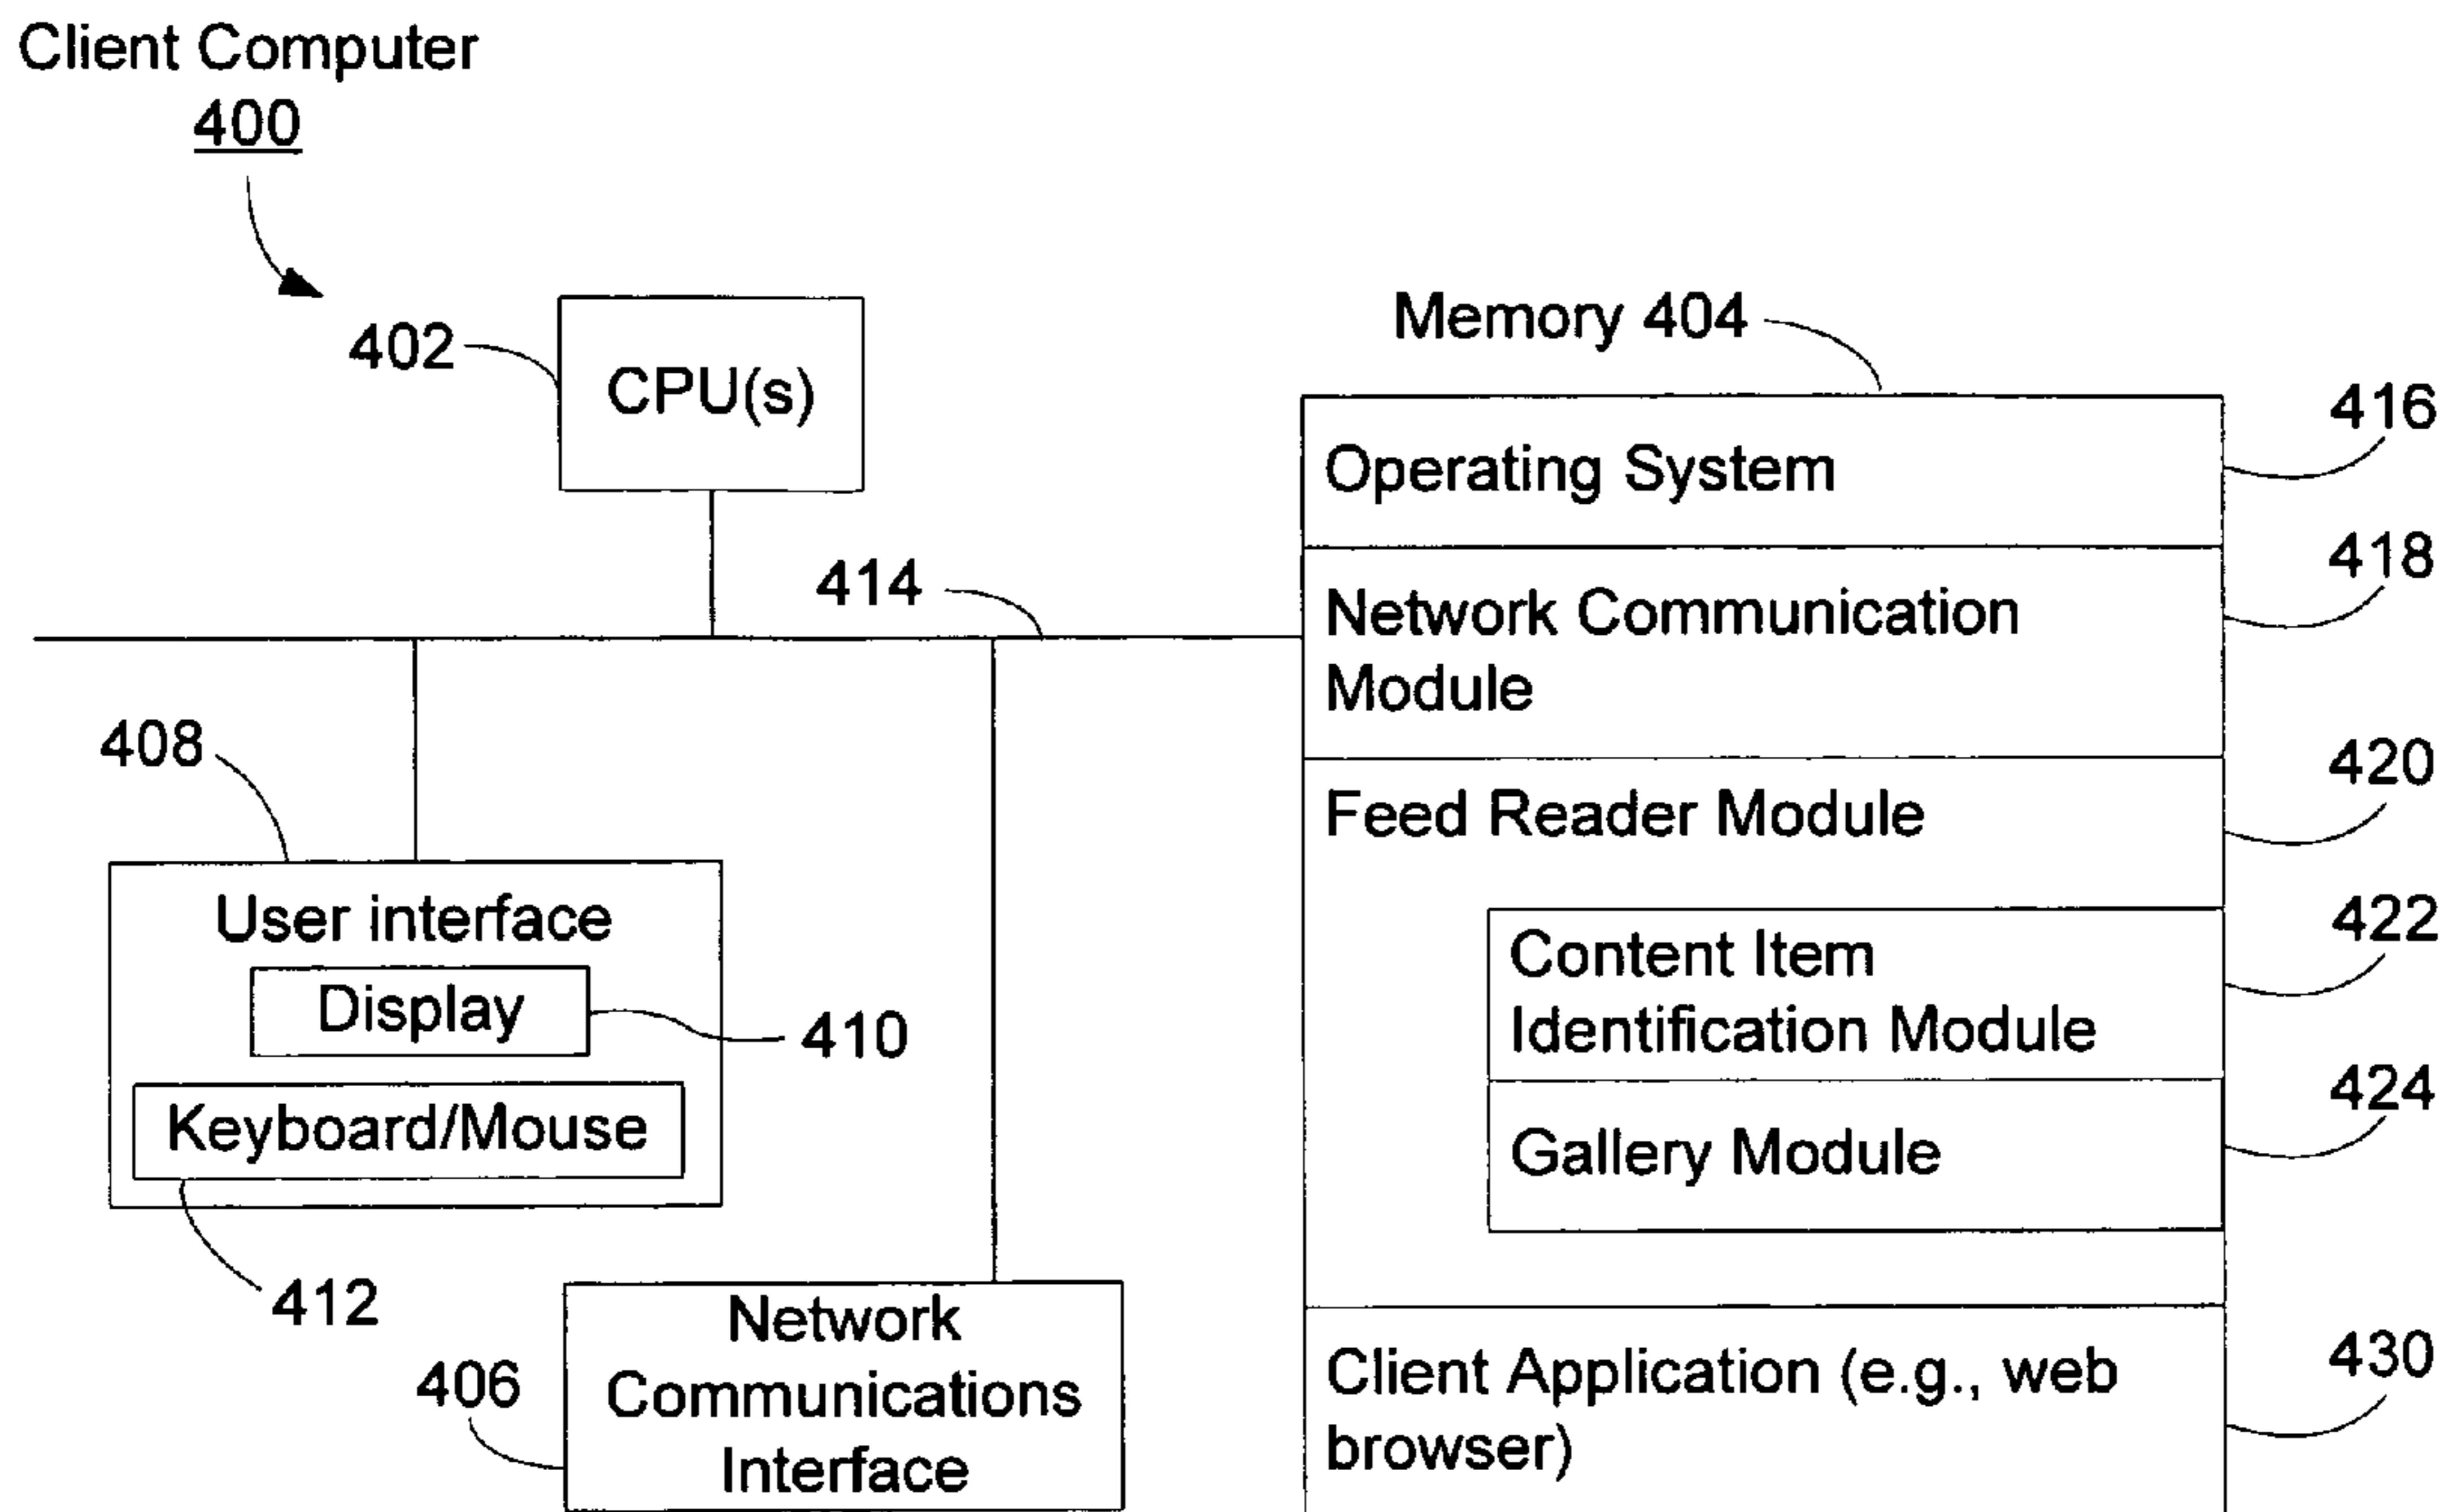 Client Computer
400
402
CPU(s)
414
408
User interface
Display
410
Keyboard/Mouse
412
406
Network
Communications
Interface
Memory 404
Operating System
416
Network Communication
Module
418
Feed Reader Module
420
Content Item
Identification Module
422
Gallery Module
424
Client Application (e.g., web
browser)
430